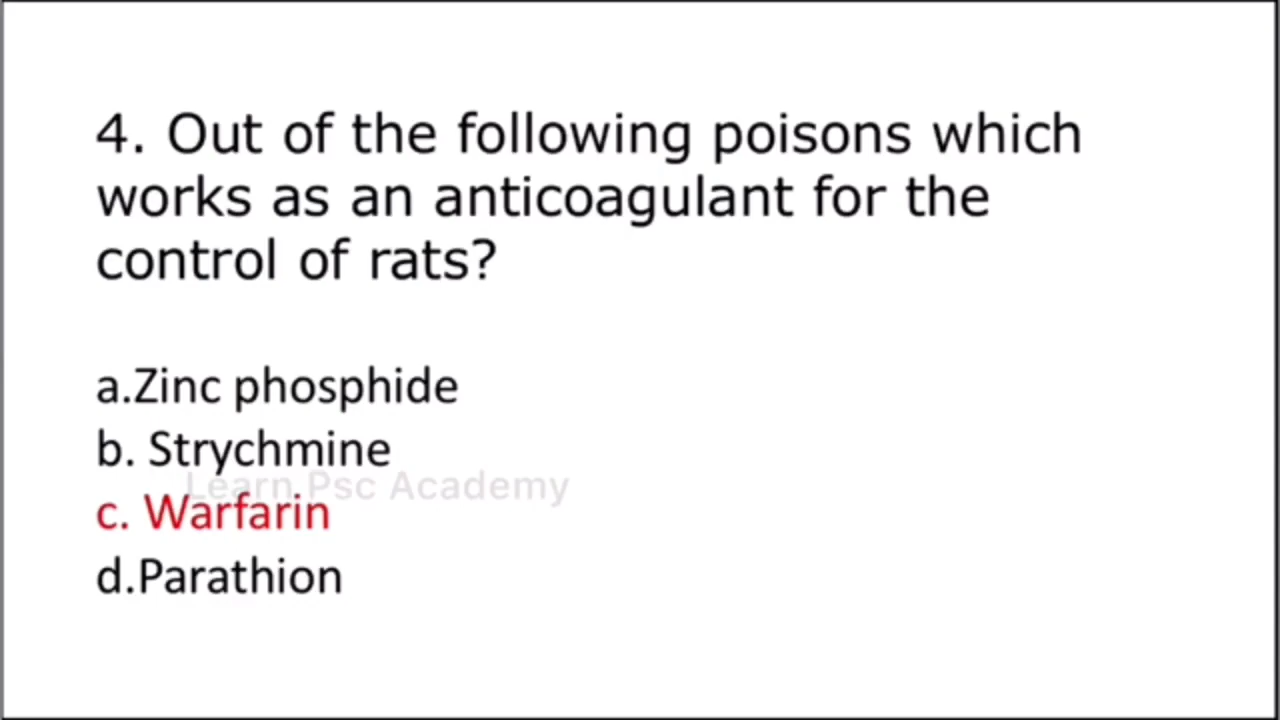 4. Out of the following poisons which
works as an anticoagulant for the
control of rats?
a.Zinc phosphide
b. Strychmine
Learn Psc Academy
c. Warfarin
d.Parathion